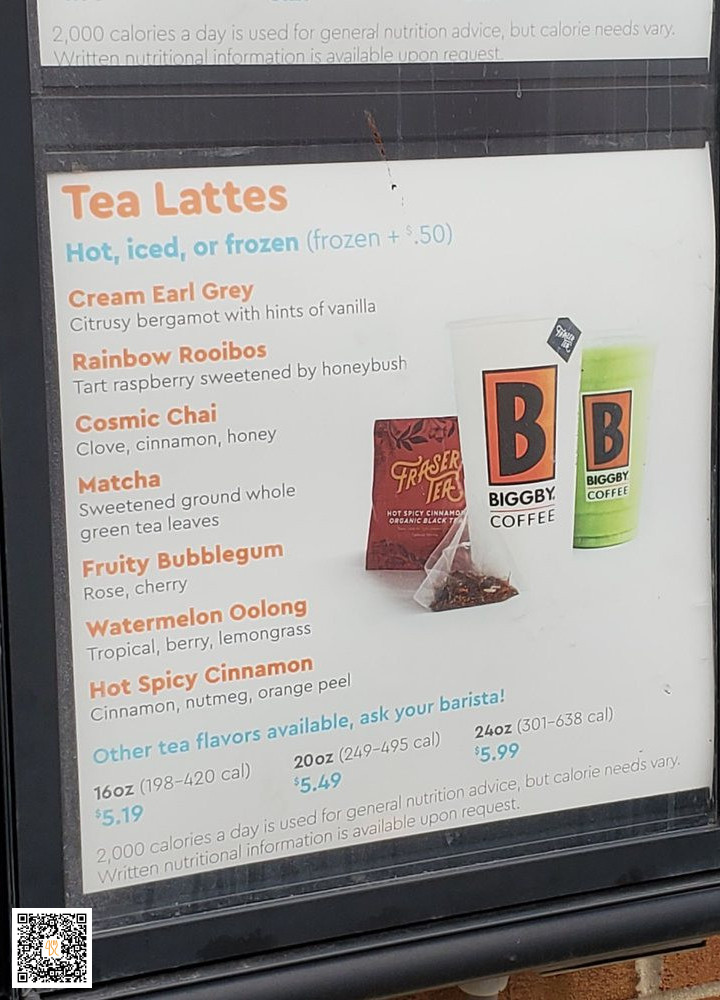 2,000 calories a day is used for general nutrition advice, but calorie needs vary.
Written nutritional information is available upon request.
Tea Lattes
Hot, iced, or frozen (frozen + $.50)
Cream Earl Grey
Citrusy bergamot with hints of vanilla
Rainbow Rooibos
Tart raspberry sweetened by honeybush
Cosmic Chai
Clove, cinnamon, honey
Matcha
Sweetened ground whole
green tea leaves
Fruity Bubblegum
Rose, cherry
Watermelon Oolong
Tropical, berry, lemongrass
Hot Spicy Cinnamon
Cinnamon, nutmeg, orange peel
Other tea flavors available, ask your barista!
16oz (198-420 cal)
$5.19
20oz (249-495 cal)
$5.49
24oz (301-638 cal)
$5.99
2,000 calories a day is used for general nutrition advice, but calorie needs vary.
Written nutritional information is available upon request.
FRASER
TEA
HOT SPICY CINNAMON
ORGANIC BLACK TEA
FRASER
TEA
B
BIGGBY
COFFEE
B
BIGGBY
COFFEE